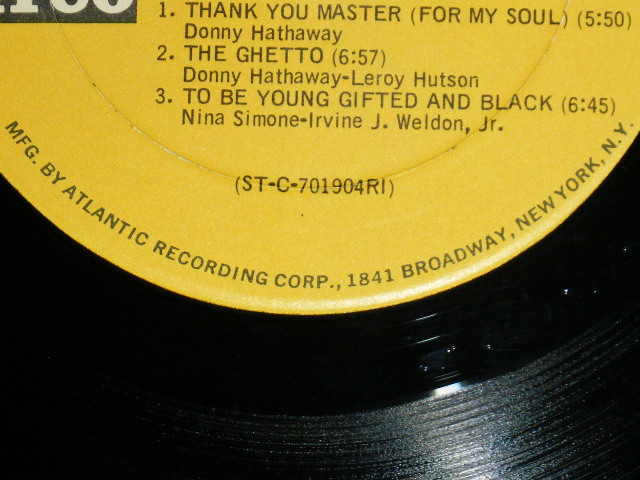 1. THANK YOU MASTER (FOR MY SOUL) (5:50)
Donny Hathaway
2. THE GHETTO (6:57)
Donny Hathaway-Leroy Hutson
3. TO BE YOUNG GIFTED AND BLACK (6:45)
Nina Simone-Irvine J. Weldon, Jr.
(ST-C-701904RI)
MFG. BY ATLANTIC RECORDING CORP., 1841 BROADWAY, NEW YORK, N.Y.